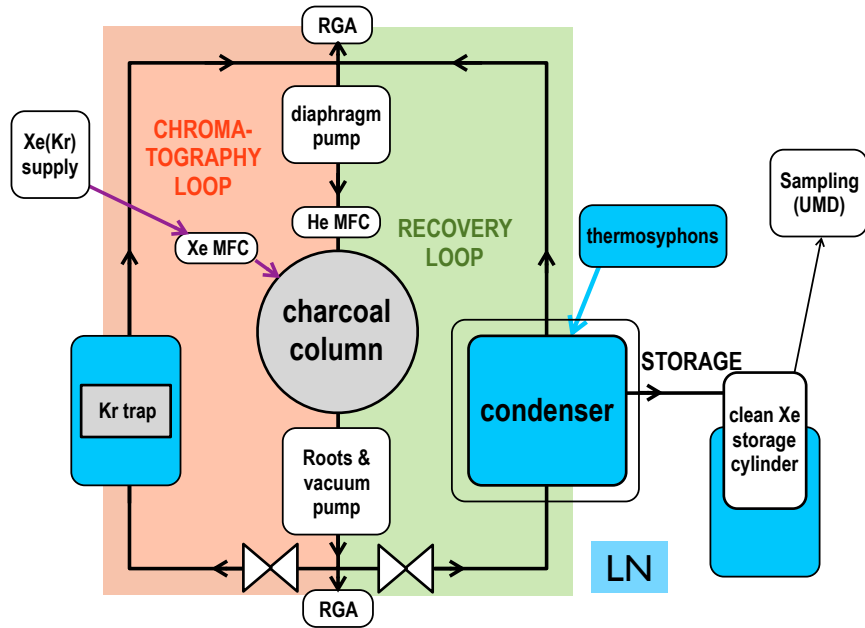 RGA
diaphragm
pump
CHROMA-
TOGRAPHY
LOOP
Xe(Kr)
supply
He MFC
Xe MFC
RECOVERY
LOOP
Sampling
(UMD)
thermosyphons
charcoal
column
Kr trap
condenser
STORAGE
clean Xe
storage
cylinder
Roots &
vacuum
pump
LN
RGA